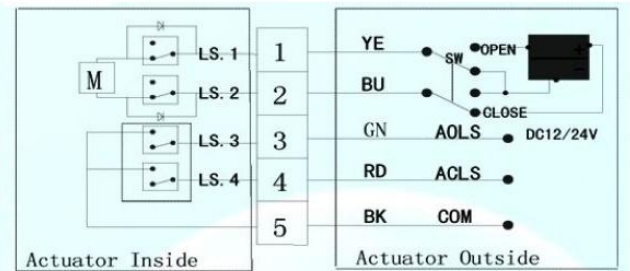 YE
OPEN
+
LS. 1
1
SW
−
M
BU
LS. 2
2
CLOSE
LS. 3
3
GN
AOLS
DC12/24V
LS. 4
4
RD
ACLS
5
BK
COM
Actuator Inside
Actuator Outside